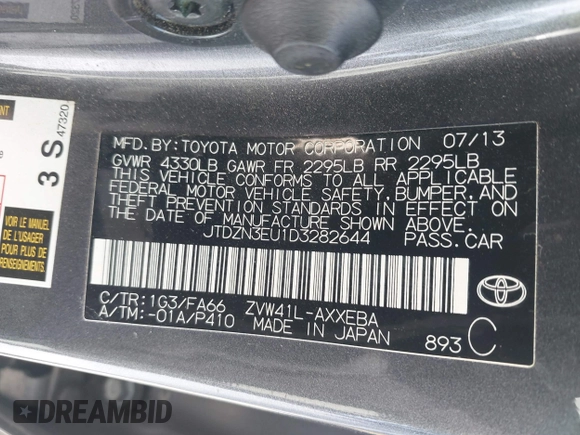 MFD.BY:TOYOTA MOTOR CORPORATION 07/13
GVWR 4330LB GAWR FR 2295LB RR 2295LB
THIS VEHICLE CONFORMS TO ALL APPLICABLE
FEDERAL MOTOR VEHICLE SAFETY, BUMPER, AND
THEFT PREVENTION STANDARDS IN EFFECT ON
THE DATE OF MANUFACTURE SHOWN ABOVE.
JTDZN3EU1D3282644 PASS.CAR
C/TR:1G3/FA66 ZVW41L-AXXEBA
A/TM:-01A/P410 MADE IN JAPAN
893 C
3 S 47320
VOIR LE MANUEL
DE L'USAGER
POUR PLUS DE
DREAMBID